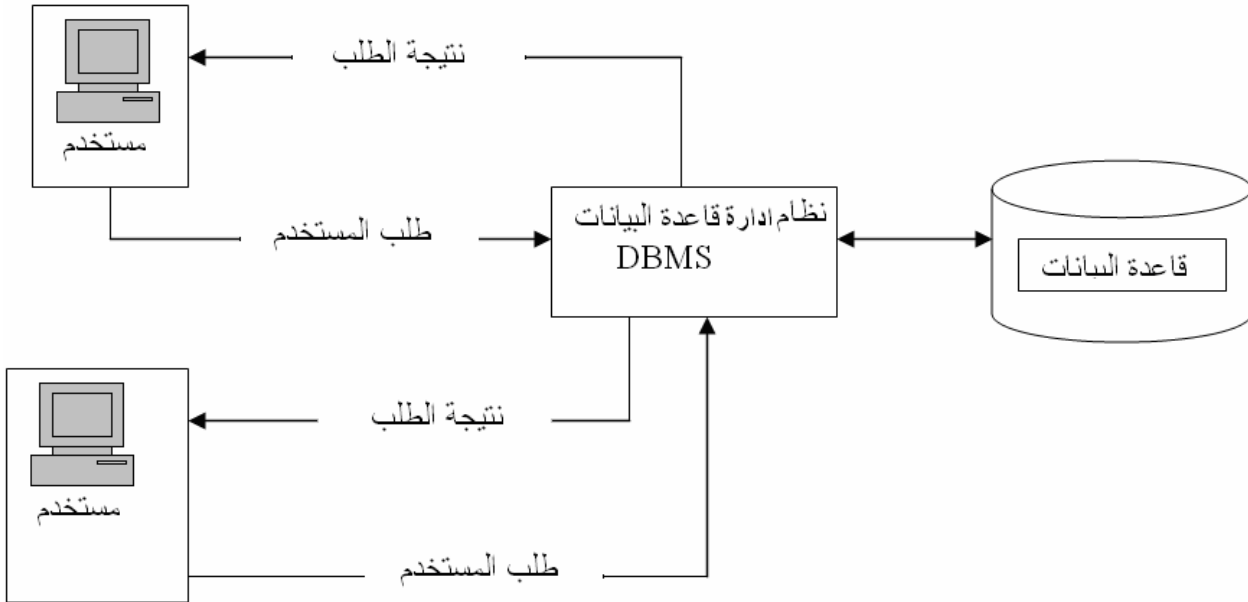 نتيجة الطلب
مستخدم
طلب المستخدم
نظام ادارة قاعدة البيانات
DBMS
قاعدة البيانات
نتيجة الطلب
مستخدم
طلب المستخدم